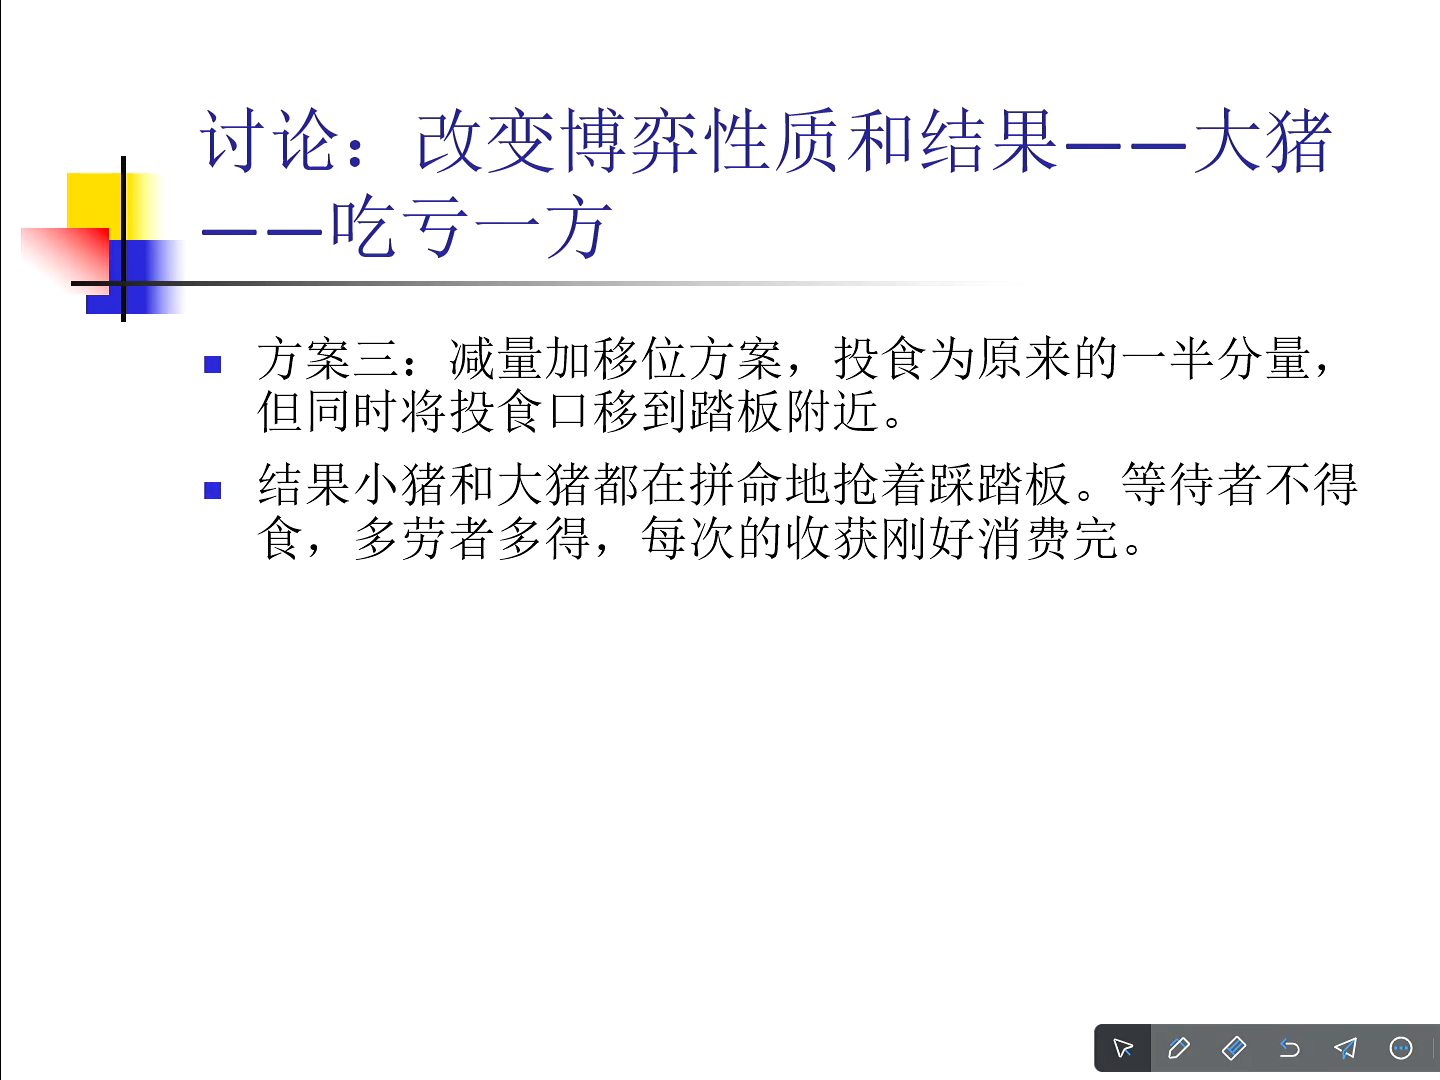 讨论：改变博弈性质和结果——大猪
——吃亏一方
方案三：减量加移位方案，投食为原来的一半分量，
但同时将投食口移到踏板附近。
结果小猪和大猪都在拼命地抢着踩踏板。等待者不得
食，多劳者多得，每次的收获刚好消费完。